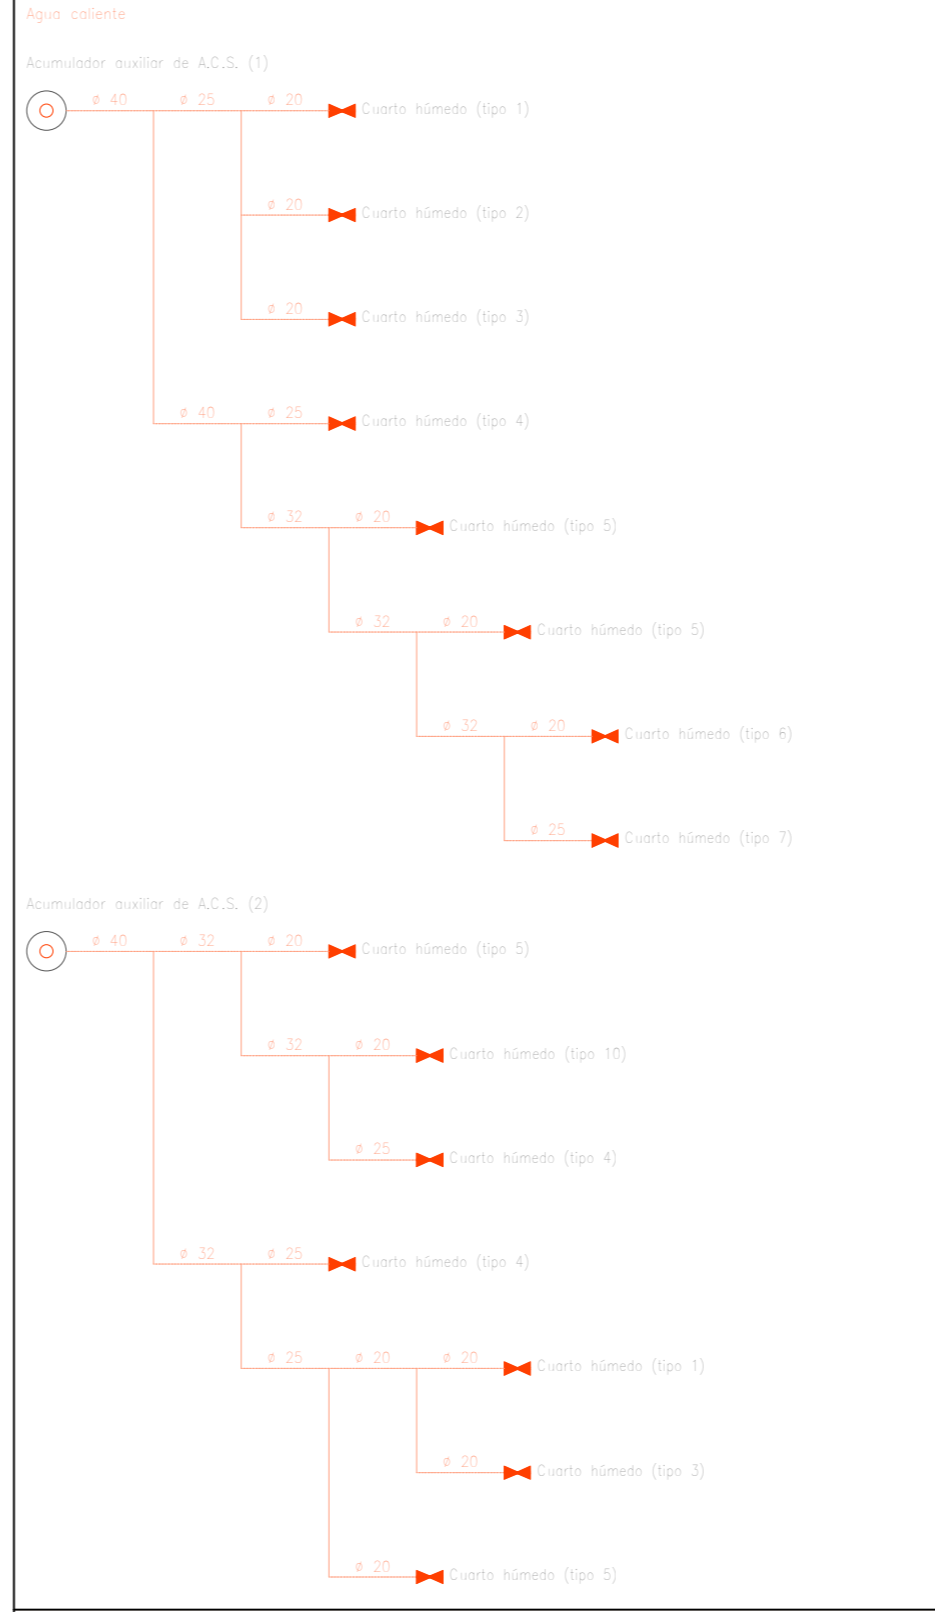 Agua caliente
Acumulador auxiliar de A.C.S. (1)
ø 40 ø 25 ø 20 Cuarto húmedo (tipo 1)
ø 20 Cuarto húmedo (tipo 2)
ø 20 Cuarto húmedo (tipo 3)
ø 40 ø 25 Cuarto húmedo (tipo 4)
ø 32 ø 20 Cuarto húmedo (tipo 5)
ø 32 ø 20 Cuarto húmedo (tipo 5)
ø 32 ø 20 Cuarto húmedo (tipo 6)
ø 25 Cuarto húmedo (tipo 7)
Acumulador auxiliar de A.C.S. (2)
ø 40 ø 32 ø 20 Cuarto húmedo (tipo 5)
ø 32 ø 20 Cuarto húmedo (tipo 10)
ø 25 Cuarto húmedo (tipo 4)
ø 32 ø 25 Cuarto húmedo (tipo 4)
ø 25 ø 20 ø 20 Cuarto húmedo (tipo 1)
ø 20 Cuarto húmedo (tipo 3)
ø 20 Cuarto húmedo (tipo 5)